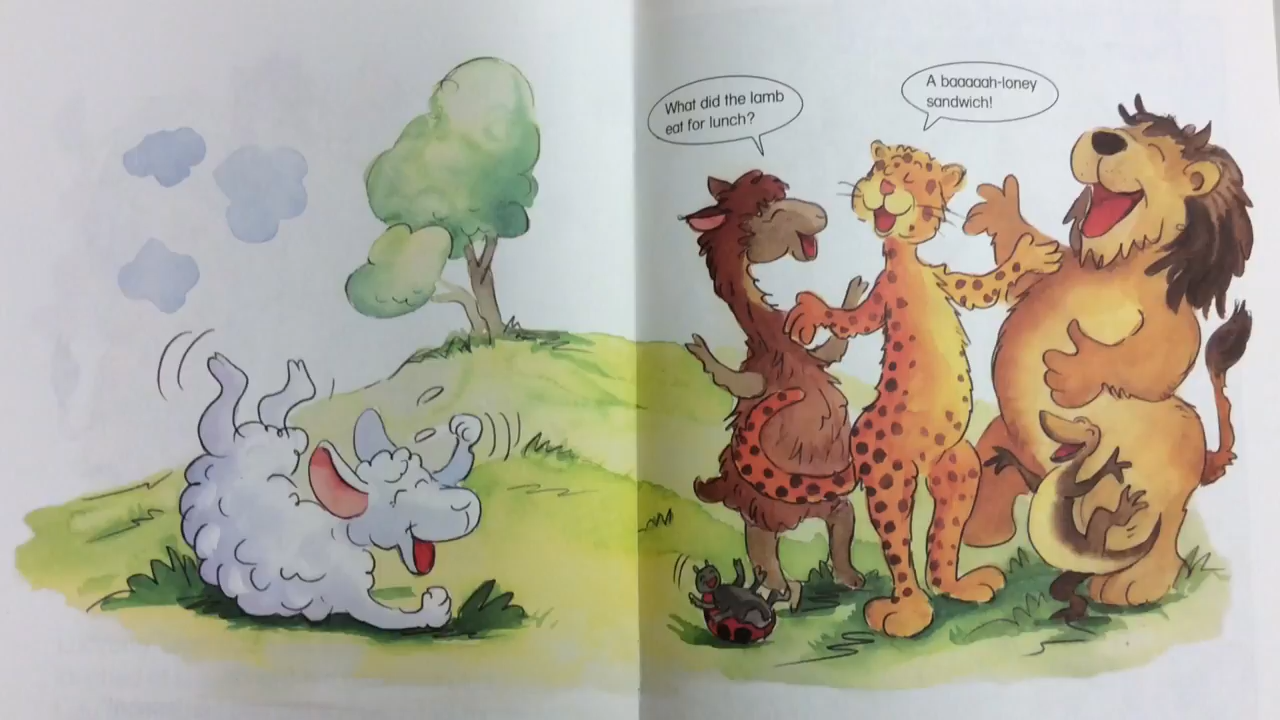 What did the lamb
eat for lunch?
A baaaaah-loney
sandwich!